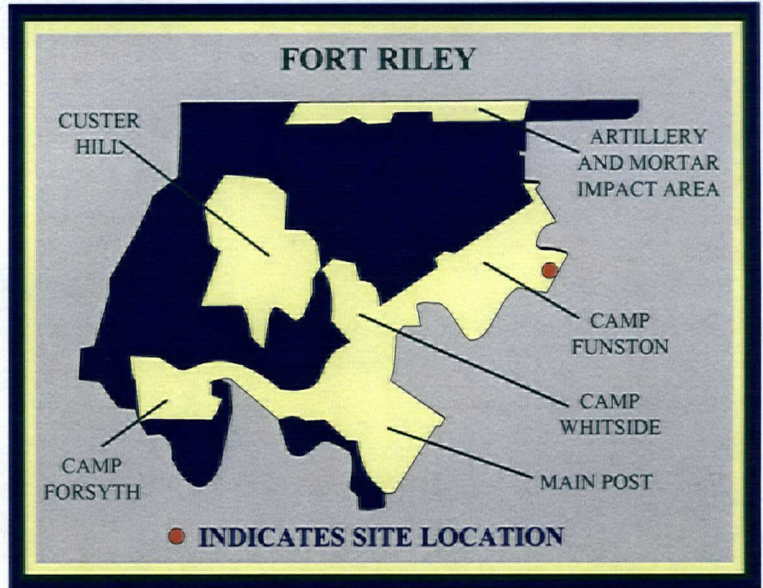 FORT RILEY
CUSTER
HILL
ARTILLERY
AND MORTAR
IMPACT AREA
CAMP
FUNSTON
CAMP
WHITSIDE
CAMP
FORSYTH
MAIN POST
INDICATES SITE LOCATION